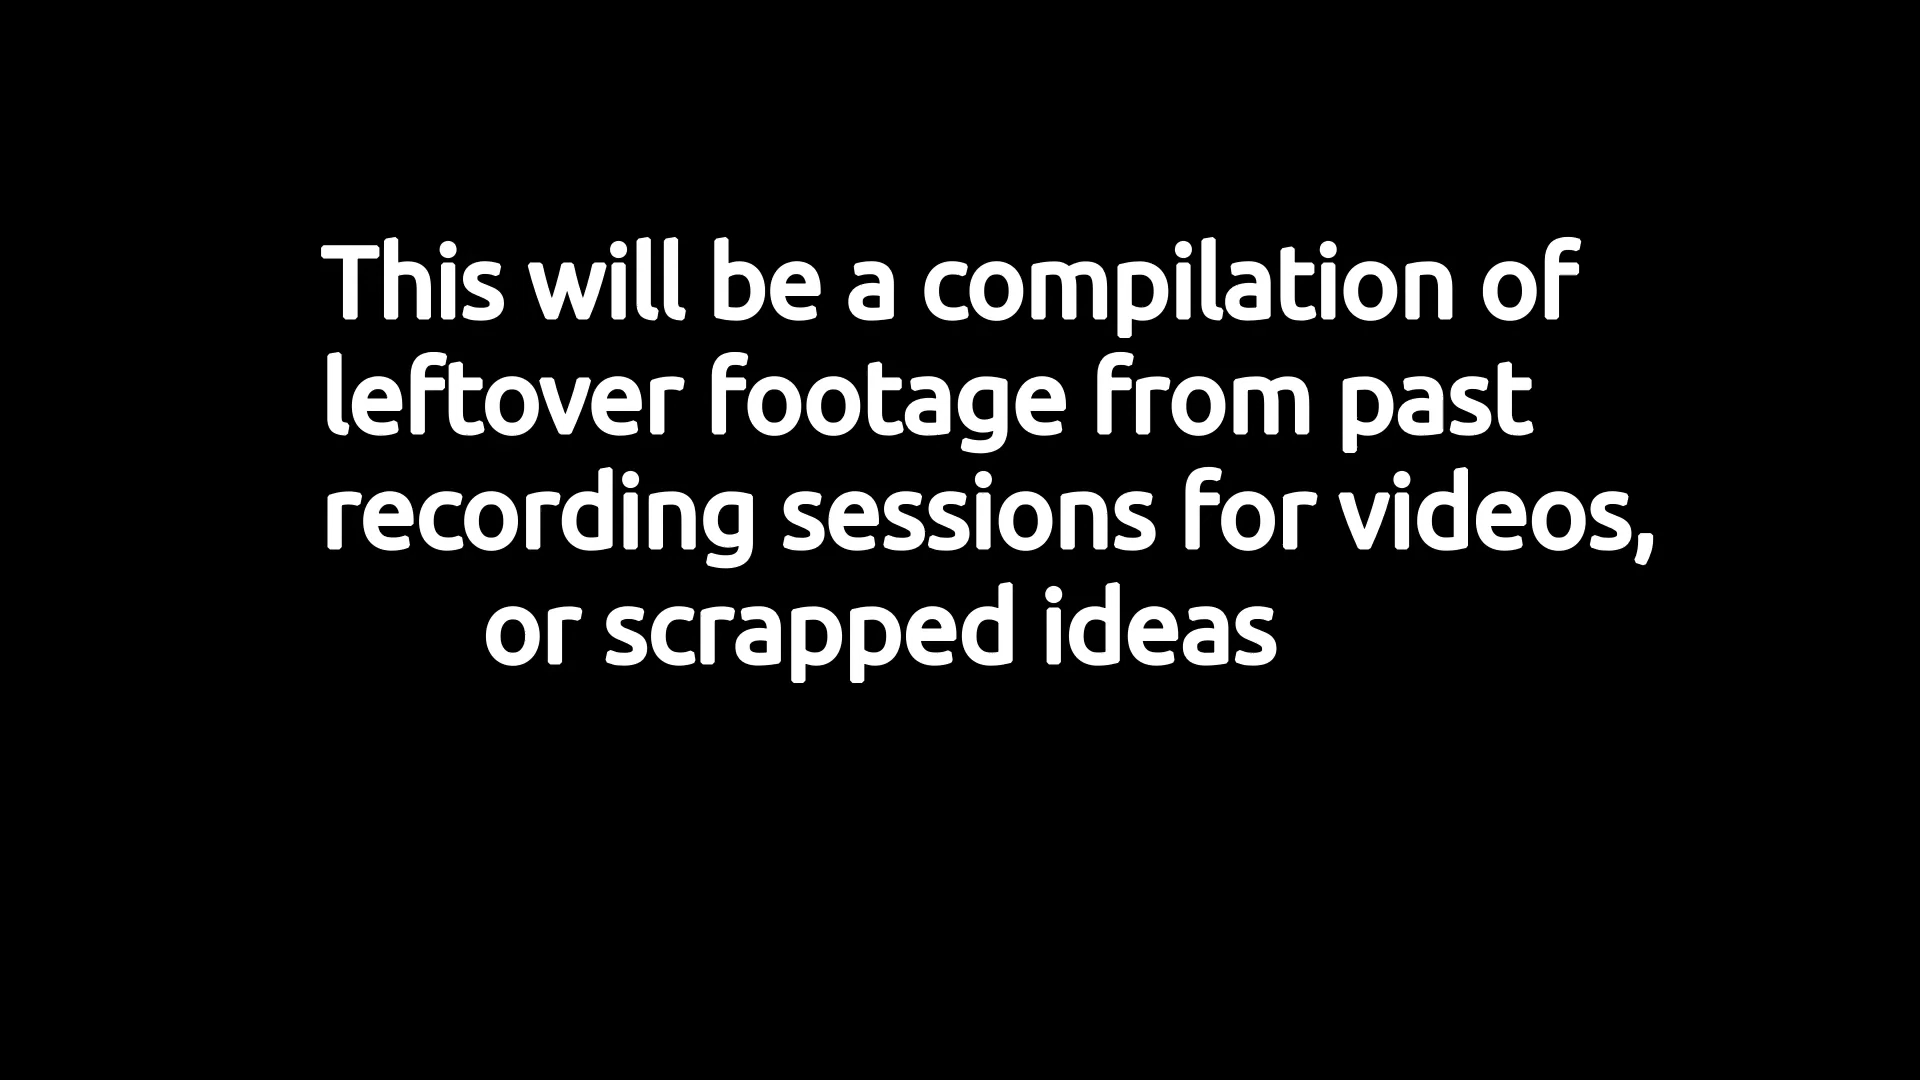 This will be a compilation of
leftover footage from past
recording sessions for videos,
or scrapped ideas